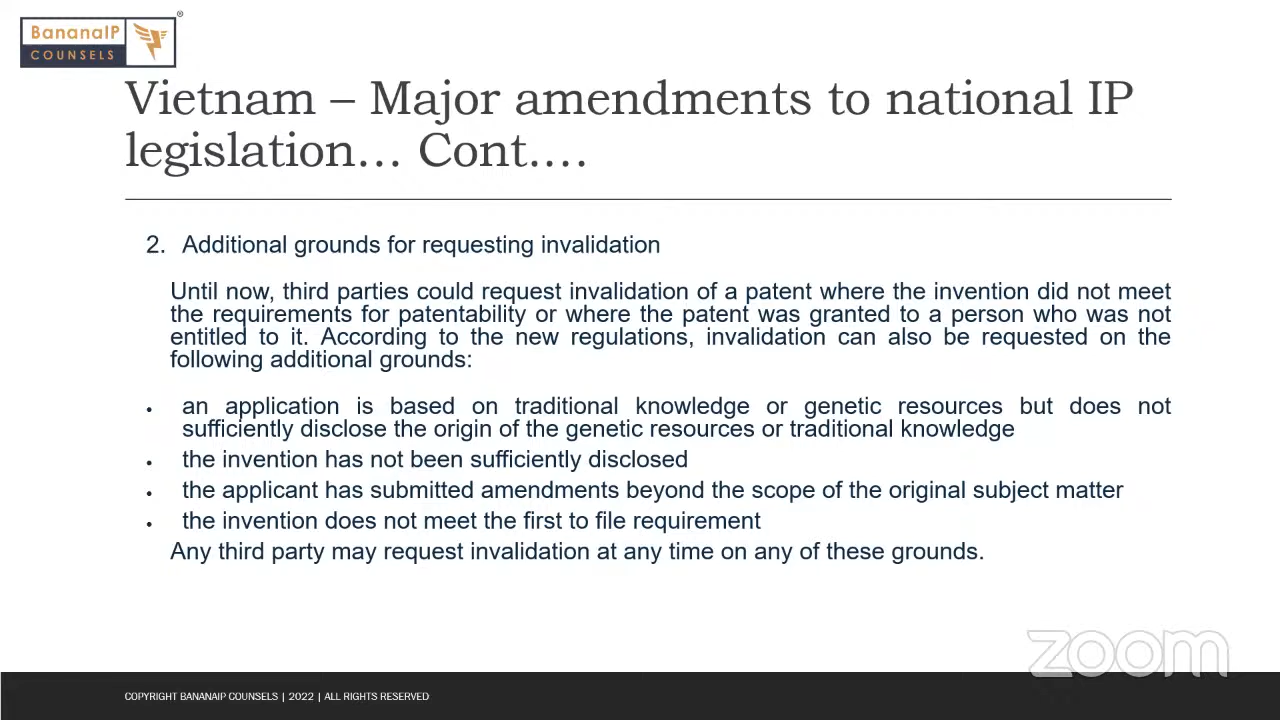 BananaIP
COUNSELS
®
Vietnam – Major amendments to national IP
legislation… Cont.…
2. Additional grounds for requesting invalidation
Until now, third parties could request invalidation of a patent where the invention did not meet
the requirements for patentability or where the patent was granted to a person who was not
entitled to it. According to the new regulations, invalidation can also be requested on the
following additional grounds:
• an application is based on traditional knowledge or genetic resources but does not
sufficiently disclose the origin of the genetic resources or traditional knowledge
• the invention has not been sufficiently disclosed
• the applicant has submitted amendments beyond the scope of the original subject matter
• the invention does not meet the first to file requirement
Any third party may request invalidation at any time on any of these grounds.
zoom
COPYRIGHT BANANAIP COUNSELS | 2022 | ALL RIGHTS RESERVED